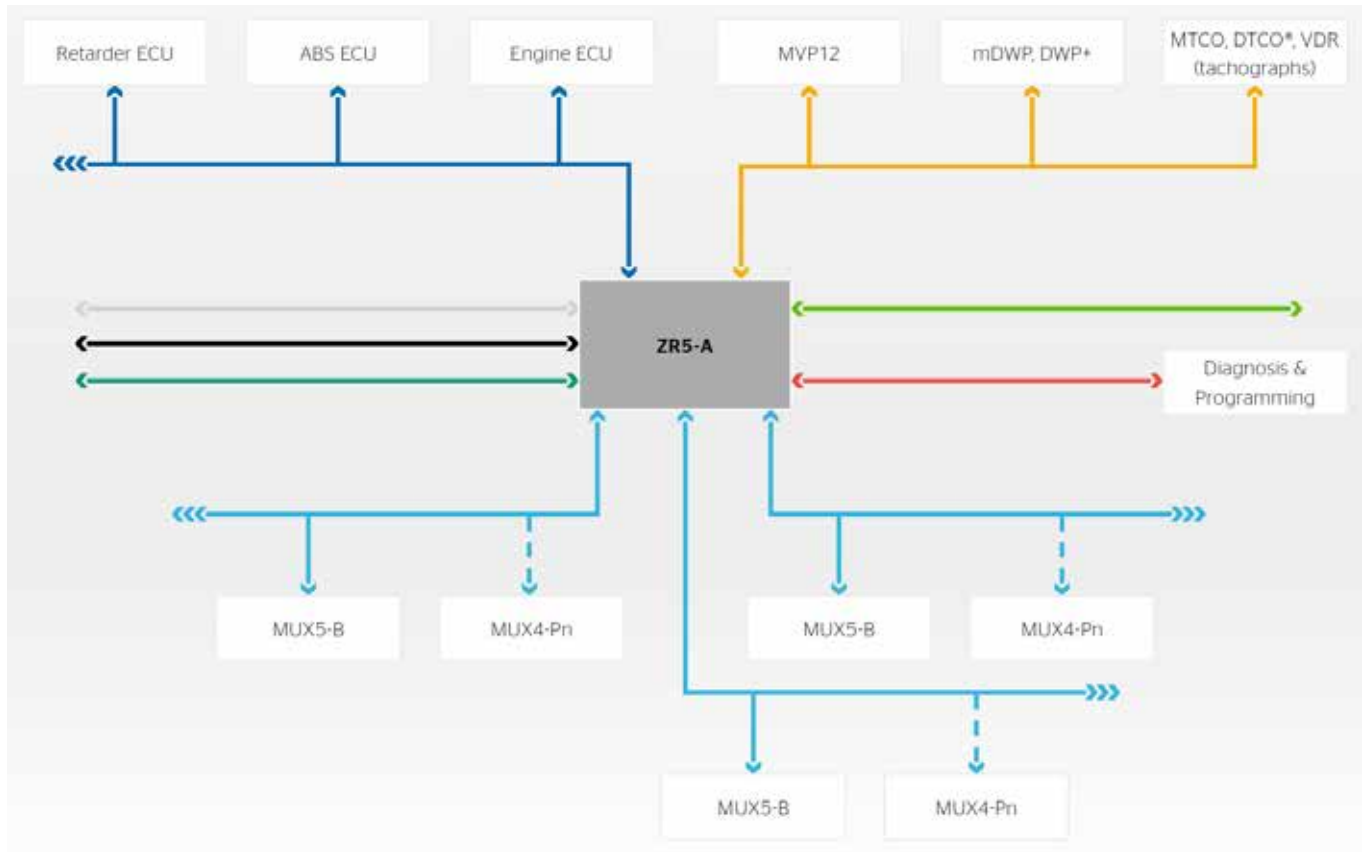 Retarder ECU
ABS ECU
Engine ECU
MVP12
mDWP, DWP+
MTCO, DTCO®, VDR
(tachographs)
ZR5-A
Diagnosis &
Programming
MUX5-B
MUX4-Pn
MUX5-B
MUX4-Pn
MUX5-B
MUX4-Pn